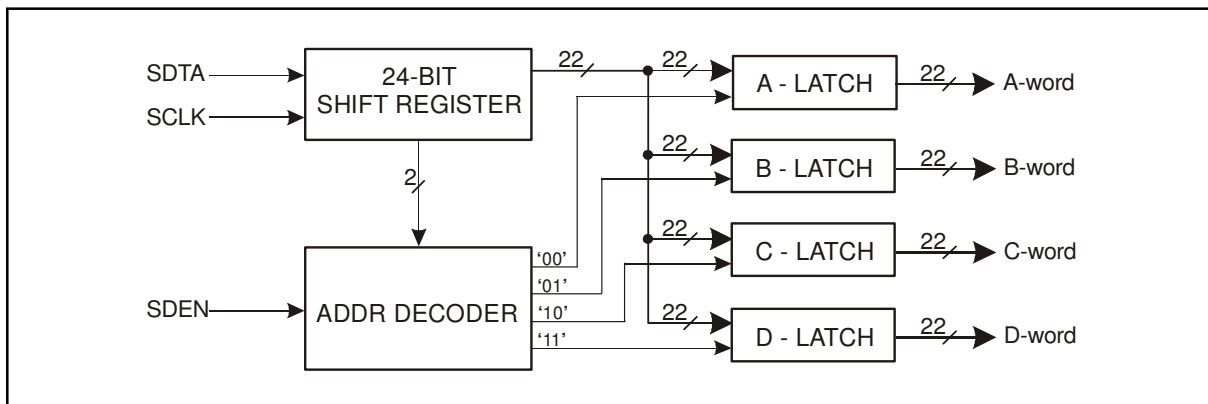 SDTA
SCLK
24-BIT
SHIFT REGISTER
22
22
A - LATCH
22
A-word
22
B - LATCH
22
B-word
2
22
C - LATCH
22
C-word
SDEN
ADDR DECODER
‘00’
‘01’
‘10’
‘11’
22
D - LATCH
22
D-word